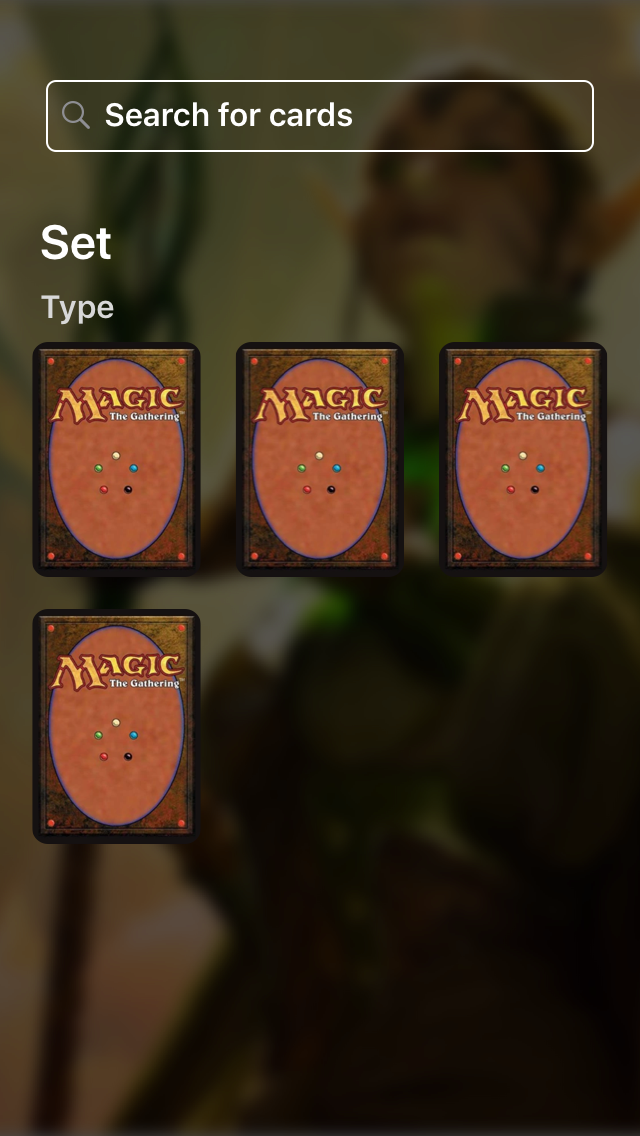 Search for cards
Set
Type
MAGIC
The Gathering
MAGIC
The Gathering
MAGIC
The Gathering
MAGIC
The Gathering